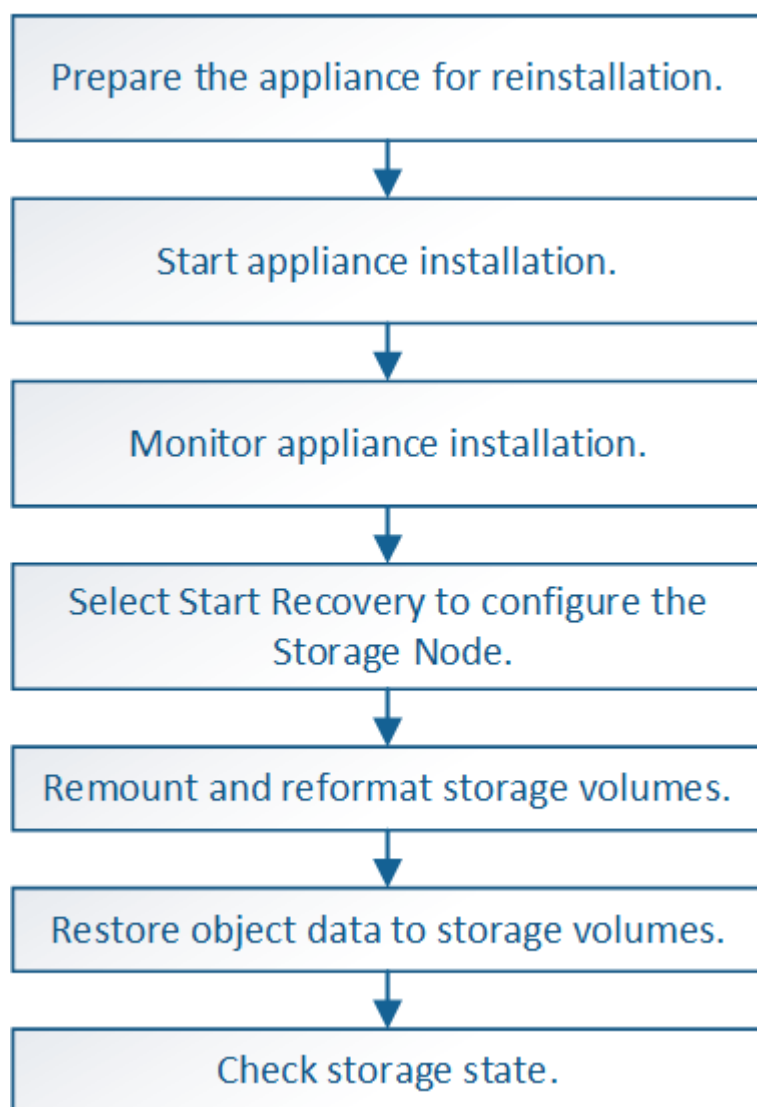 Prepare the appliance for reinstallation.
Start appliance installation.
Monitor appliance installation.
Select Start Recovery to configure the
Storage Node.
Remount and reformat storage volumes.
Restore object data to storage volumes.
Check storage state.